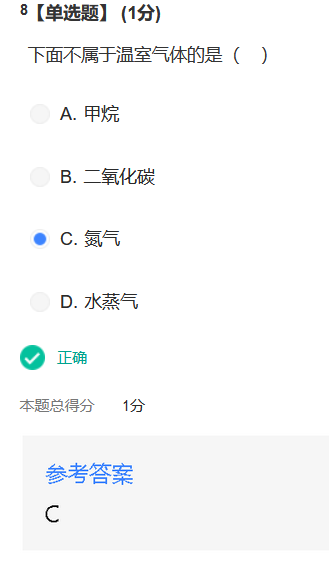 8【单选题】 (1分)
下面不属于温室气体的是（ ）
A. 甲烷
B. 二氧化碳
C. 氮气
D. 水蒸气
正确
本题总得分 1分
参考答案
C